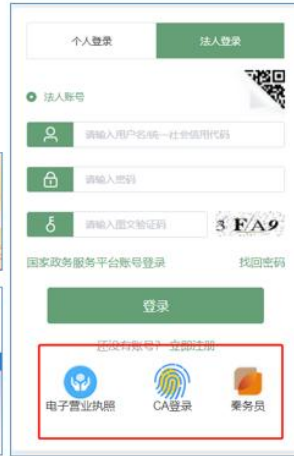 个人登录 法人登录
法人账号
请输入用户名/统一社会信用代码
请输入密码
请输入图文验证码 3 F A 9
国家政务服务平台账号登录 找回密码
登录
还没有账号? 立即注册
电子营业执照 CA登录 秦务员